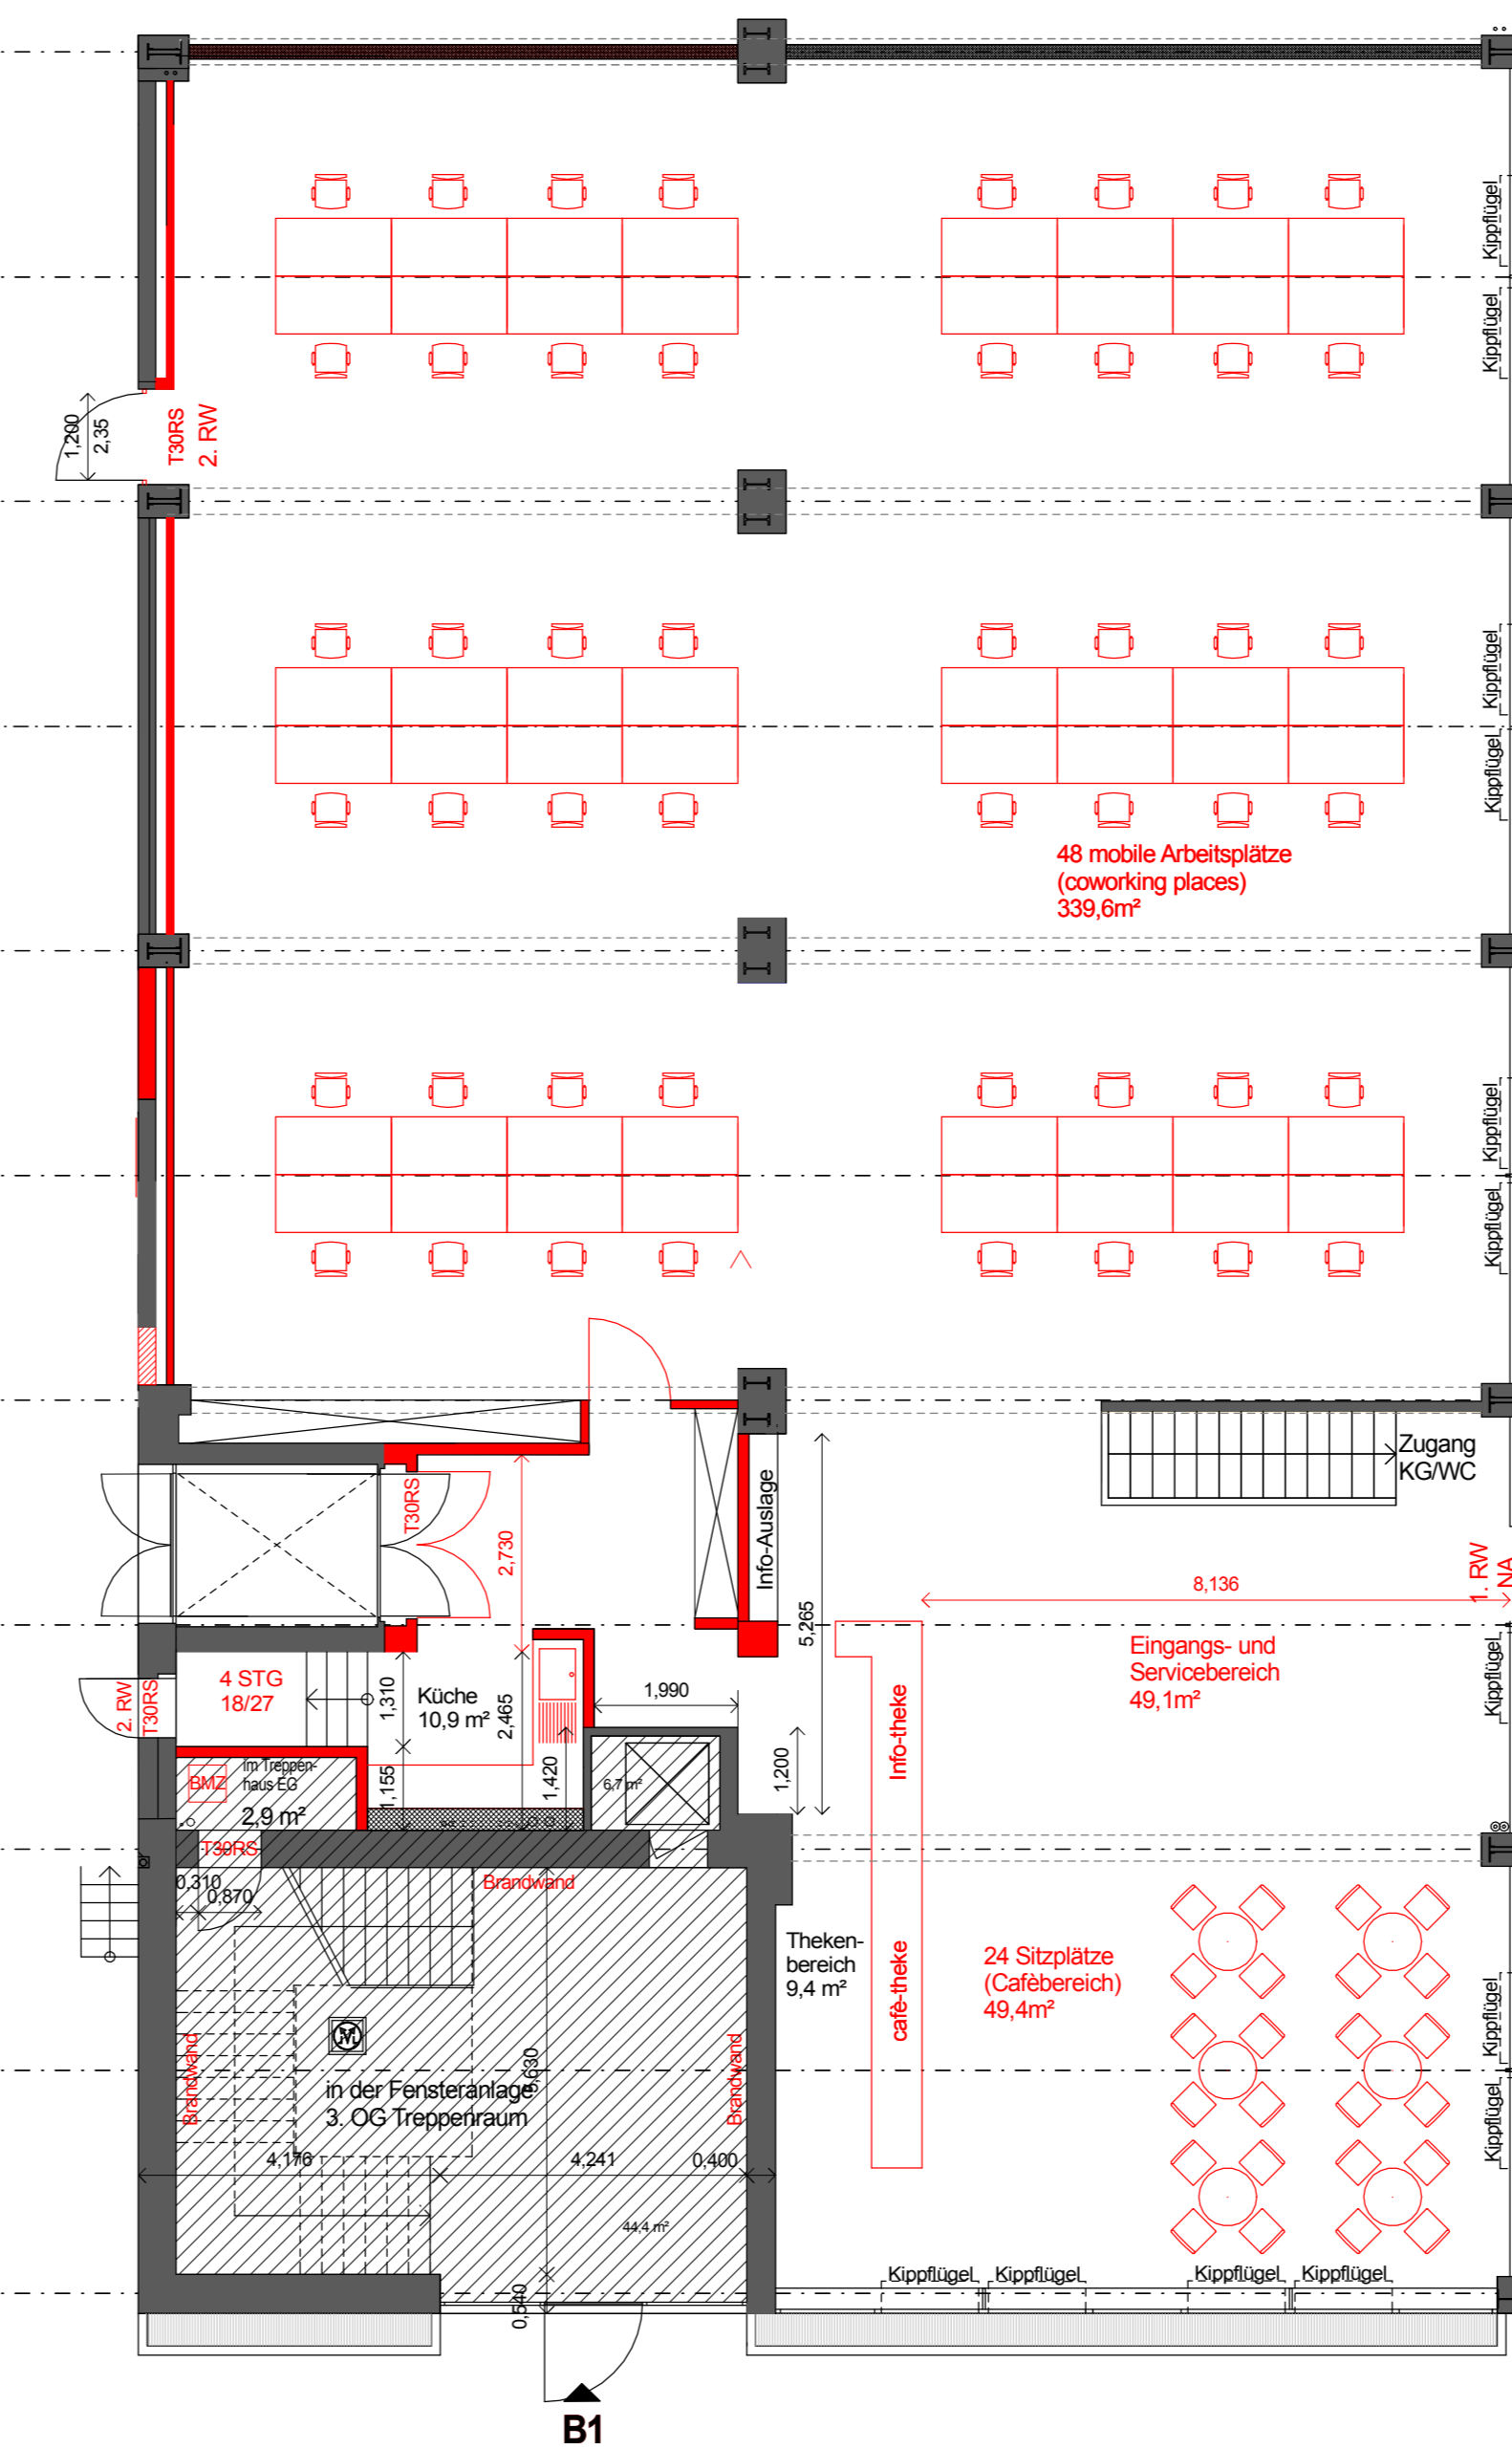 Kippflügel
Kippflügel
1,200
2,35
T30RS
2. RW
Kippflügel
Kippflügel
48 mobile Arbeitsplätze
(coworking places)
339,6m²
Kippflügel
Kippflügel
Zugang
KG/WC
T30RS
2,730
Info-Auslage
5,265
8,136
1. RW
NA
Eingangs- und
Servicebereich
49,1m²
Kippflügel
2. RW
T30RS
4 STG
18/27
1,310
Küche
10,9 m²
2,465
1,990
Info-theke
BMZ
im Treppen-
haus EG
2,9 m²
1,155
1,420
6,7 m²
1,200
T30RS
Brandwand
0,310
0,870
Theken-
bereich
9,4 m²
cafè-theke
24 Sitzplätze
(Cafèbereich)
49,4m²
Kippflügel
Kippflügel
Brandwand
in der Fensteranlage
3. OG Treppenraum
5,630
Brandwand
4,176
4,241
0,400
44,4 m²
0,540
Kippflügel
Kippflügel
Kippflügel
Kippflügel
B1